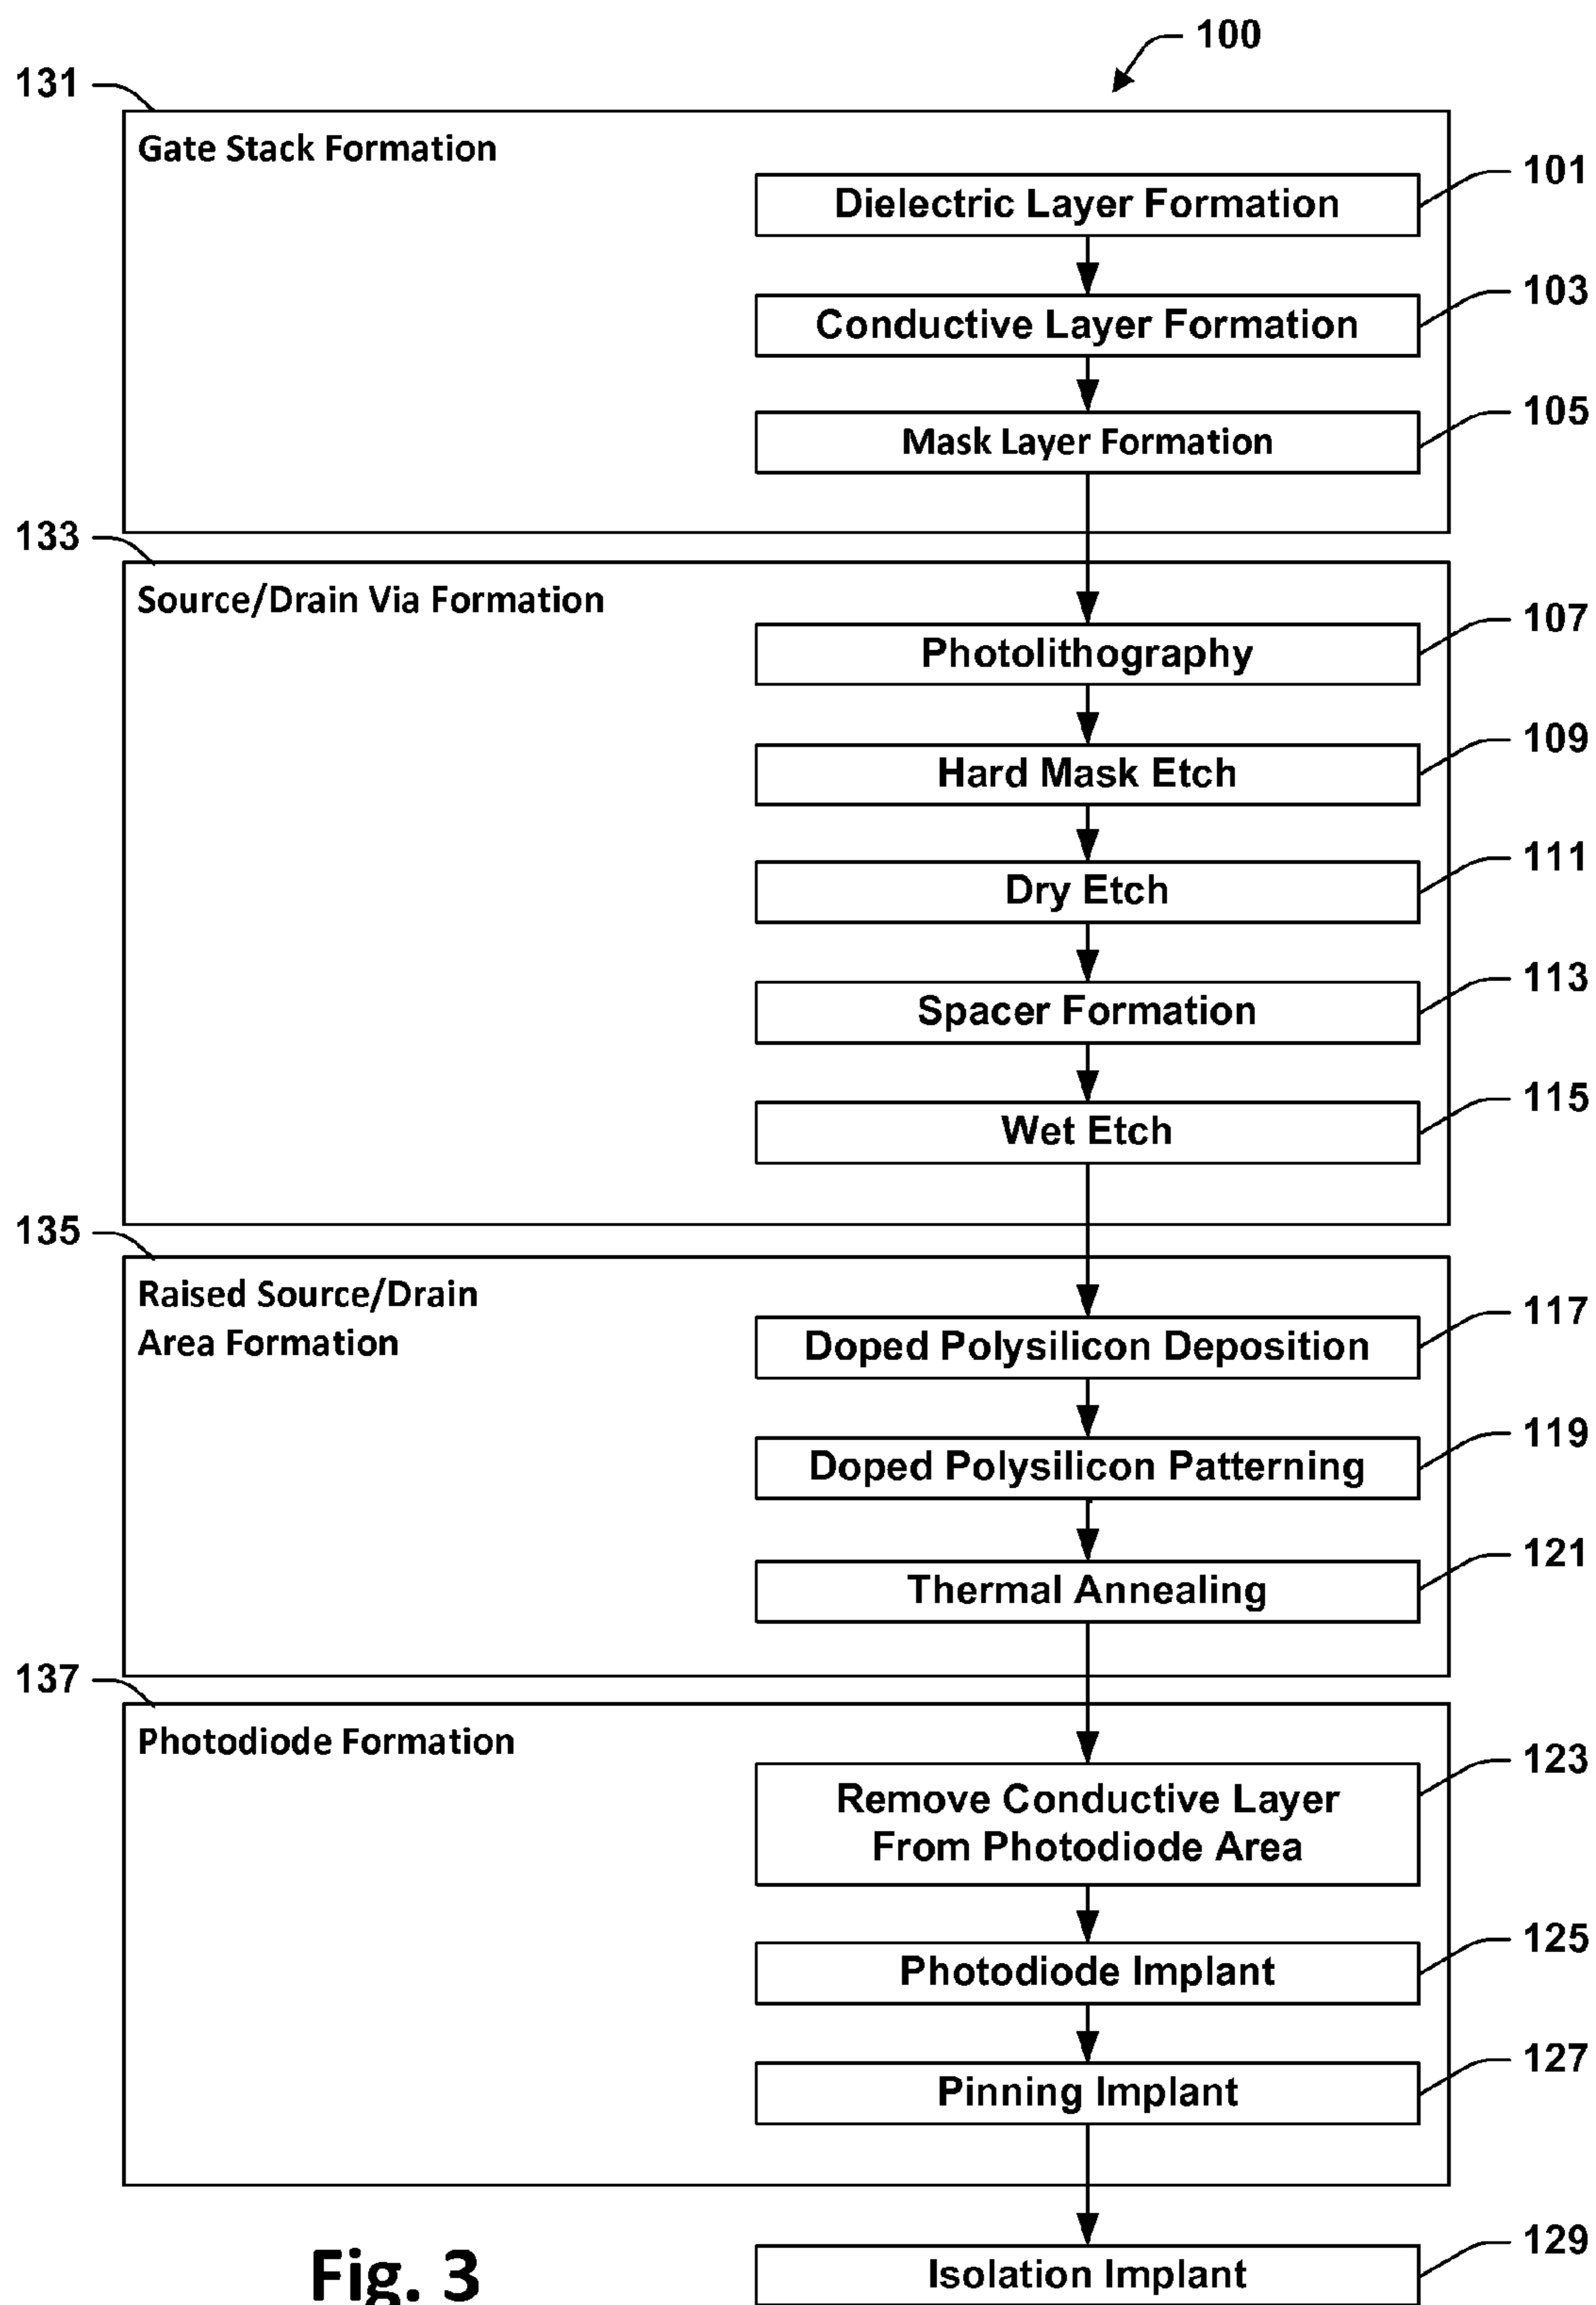 100
131
Gate Stack Formation
101
Dielectric Layer Formation
103
Conductive Layer Formation
105
Mask Layer Formation
133
Source/Drain Via Formation
107
Photolithography
109
Hard Mask Etch
111
Dry Etch
113
Spacer Formation
115
Wet Etch
135
Raised Source/Drain
Area Formation
117
Doped Polysilicon Deposition
119
Doped Polysilicon Patterning
121
Thermal Annealing
137
Photodiode Formation
123
Remove Conductive Layer
From Photodiode Area
125
Photodiode Implant
127
Pinning Implant
129
Isolation Implant
Fig. 3